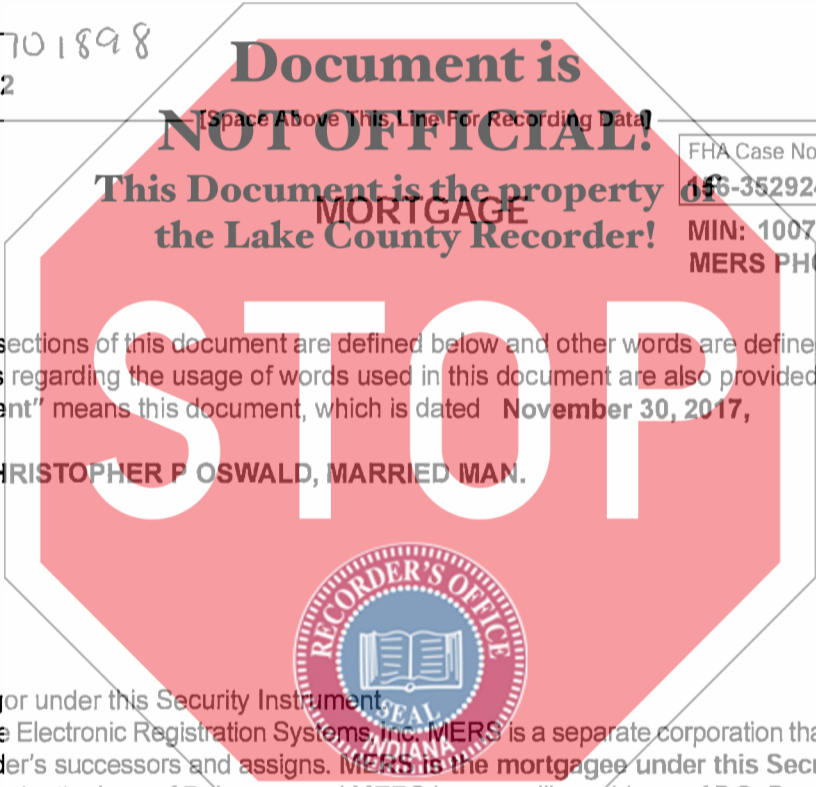 701898
2
Document is
NOT OFFICIAL!
[Space Above This Line For Recording Data]
FHA Case No
156-35292
This Document is the property of
the Lake County Recorder!
MORTGAGE
MIN: 1007
MERS PHO
STOP
sections of this document are defined below and other words are define
s regarding the usage of words used in this document are also provided
ent” means this document, which is dated November 30, 2017,
HRISTOPHER P OSWALD, MARRIED MAN.
RECORDER'S OFFICE
SEAL
INDIANA
gor under this Security Instrument.
e Electronic Registration Systems, Inc. MERS is a separate corporation tha
der's successors and assigns. MERS is the mortgagee under this Secu